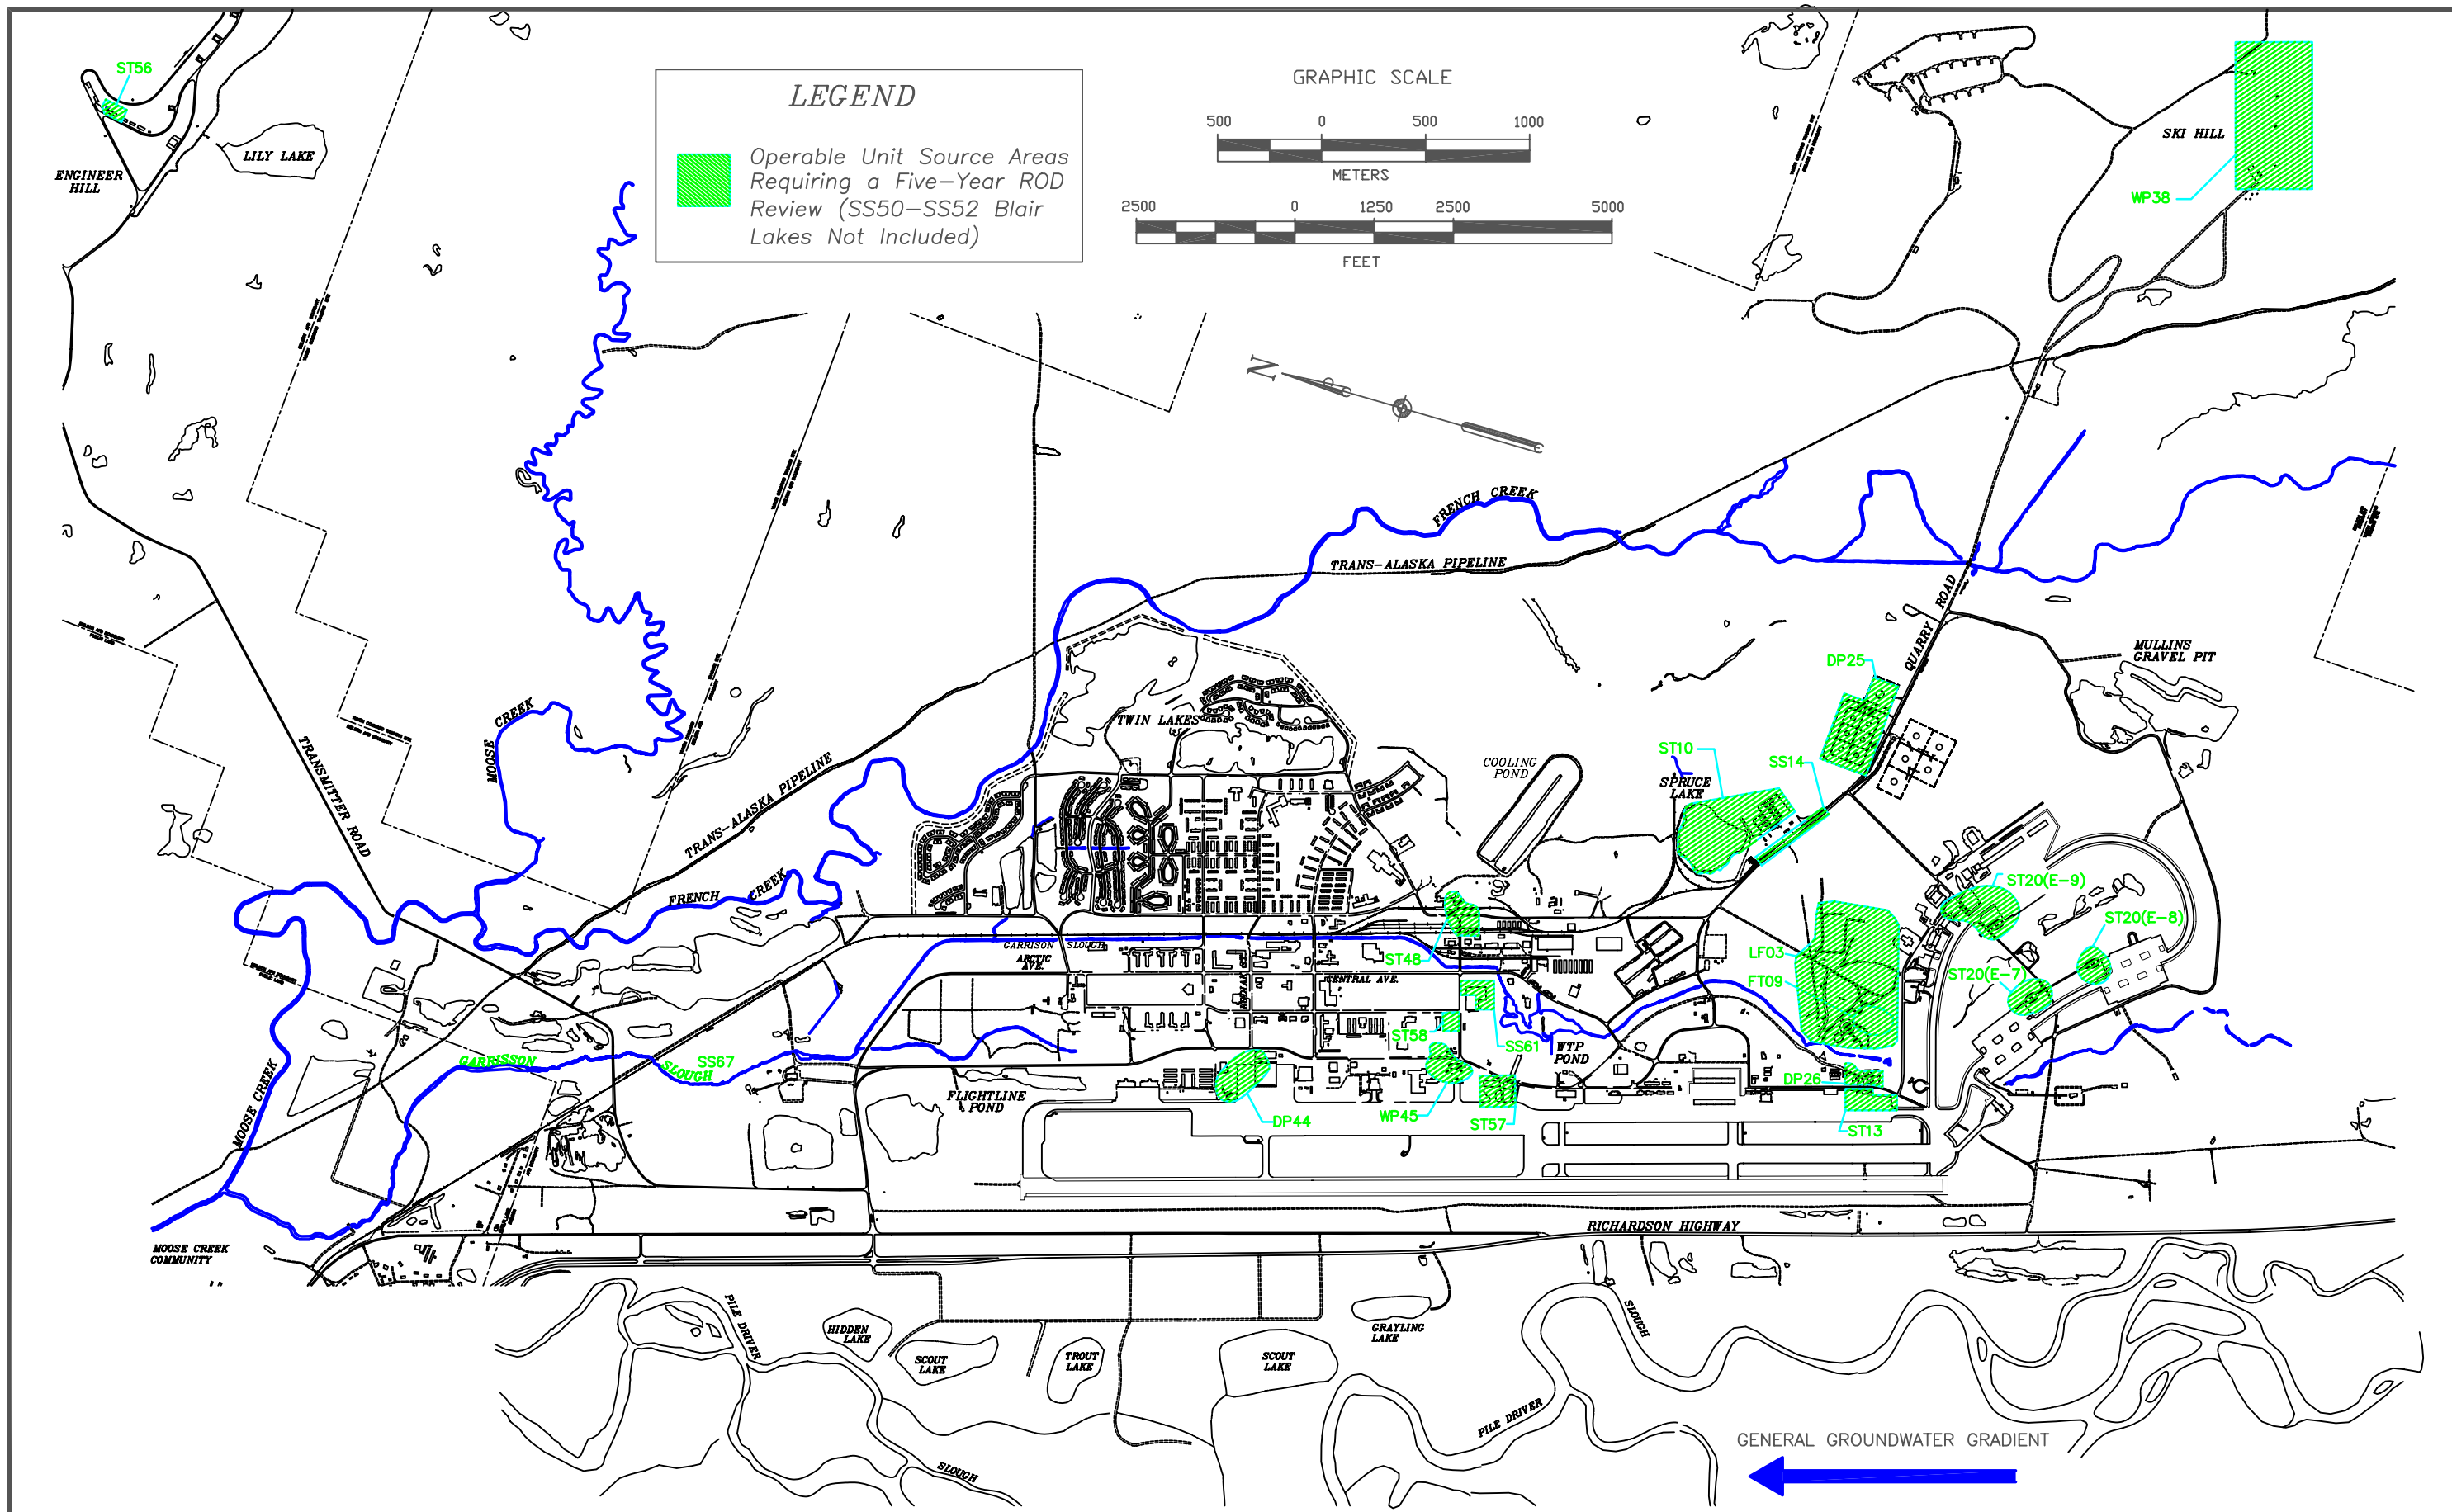 ST56
LILY LAKE
ENGINEER
HILL
LEGEND
Operable Unit Source Areas
Requiring a Five-Year ROD
Review (SS50-SS52 Blair
Lakes Not Included)
GRAPHIC SCALE
500 0 500 1000
METERS
2500 0 1250 2500 5000
FEET
SKI HILL
WP38
N
FRENCH CREEK
TRANS-ALASKA PIPELINE
QUARRY ROAD
MULLINS
GRAVEL PIT
DP25
TWIN LAKES
MOOSE CREEK
TRANSMITTER ROAD
TRANS-ALASKA PIPELINE
COOLING
POND
ST10
SS14
SPRUCE
LAKE
FRENCH CREEK
ST20(E-9)
ST20(E-8)
ST20(E-7)
GARRISON SLOUGH
ARCTIC
AVE.
CENTRAL AVE.
ST48
LF03
FT09
ST58
SS61
WTP
POND
GARRISSON
SLOUGH
SS67
MOOSE CREEK
FLIGHTLINE
POND
DP44
WP45
ST57
DP26
ST13
RICHARDSON HIGHWAY
MOOSE CREEK
COMMUNITY
PILE DRIVER
HIDDEN
LAKE
SCOUT
LAKE
TROUT
LAKE
SCOUT
LAKE
GRAYLING
LAKE
SLOUGH
PILE DRIVER
SLOUGH
GENERAL GROUNDWATER GRADIENT